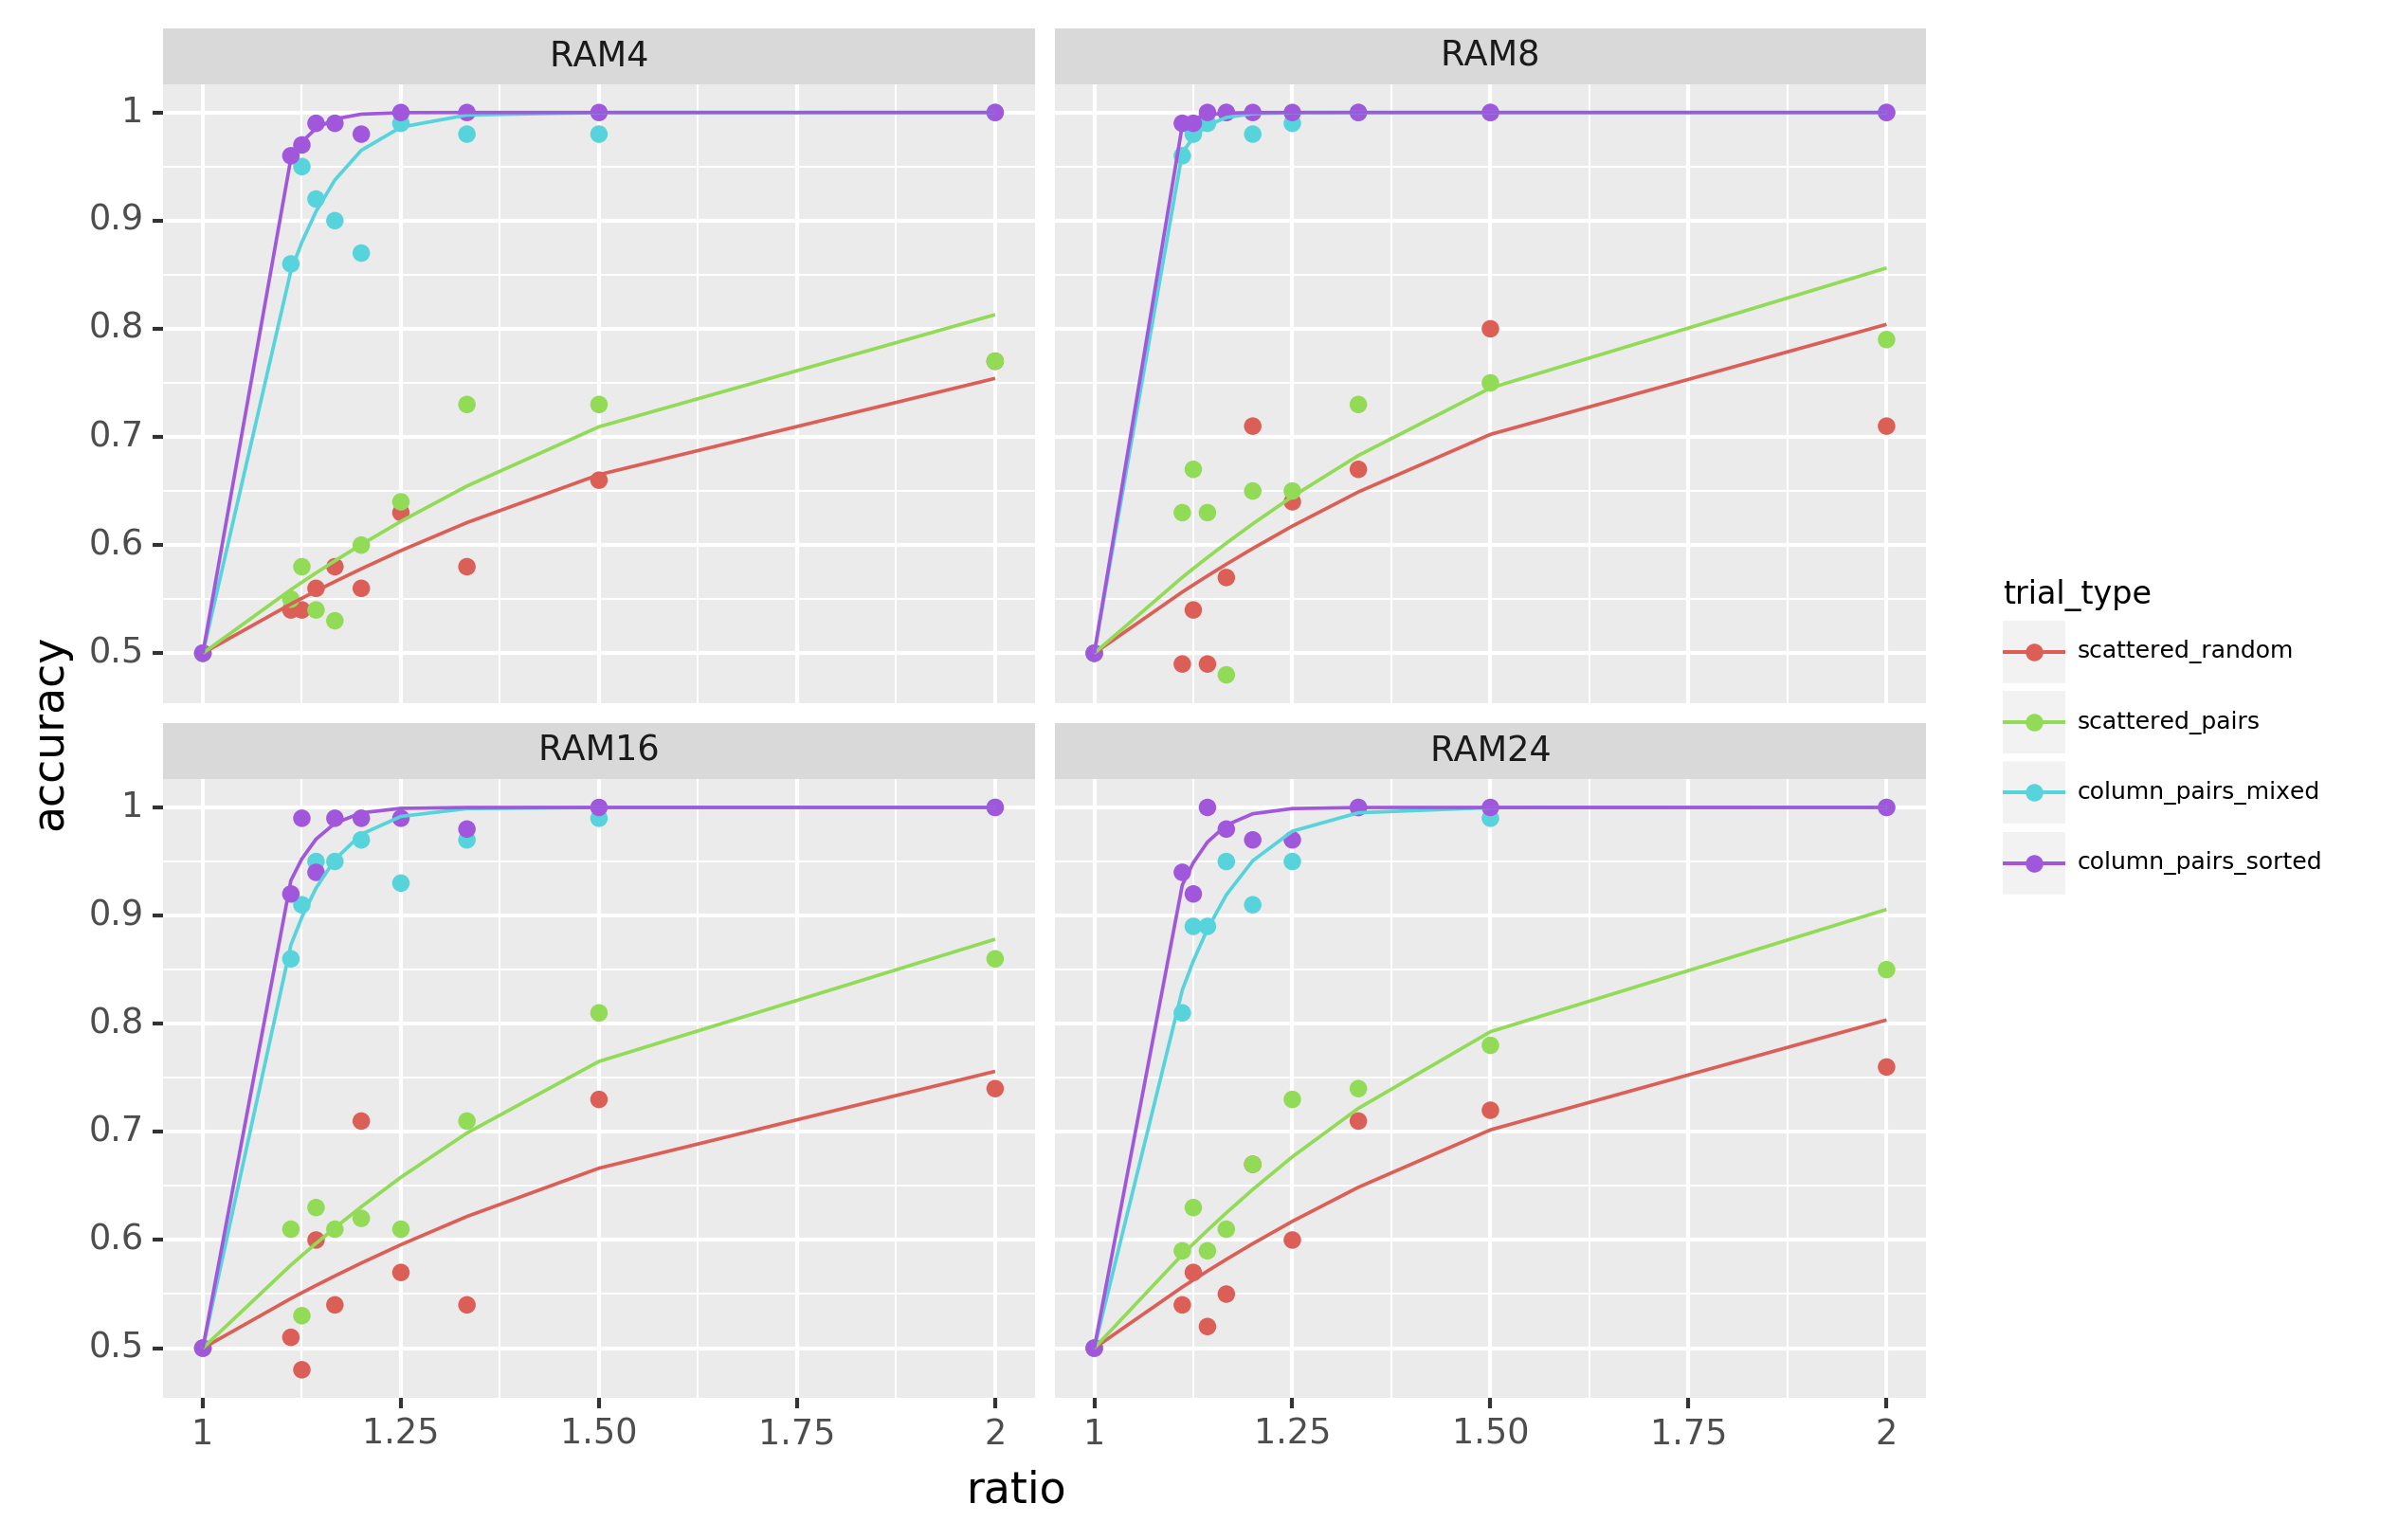 RAM4
RAM8
1
0.9
0.8
0.7
0.6
0.5
RAM16
RAM24
1
0.9
0.8
0.7
0.6
0.5
1 1.25 1.50 1.75 2
1 1.25 1.50 1.75 2
ratio
accuracy
trial_type
scattered_random
scattered_pairs
column_pairs_mixed
column_pairs_sorted